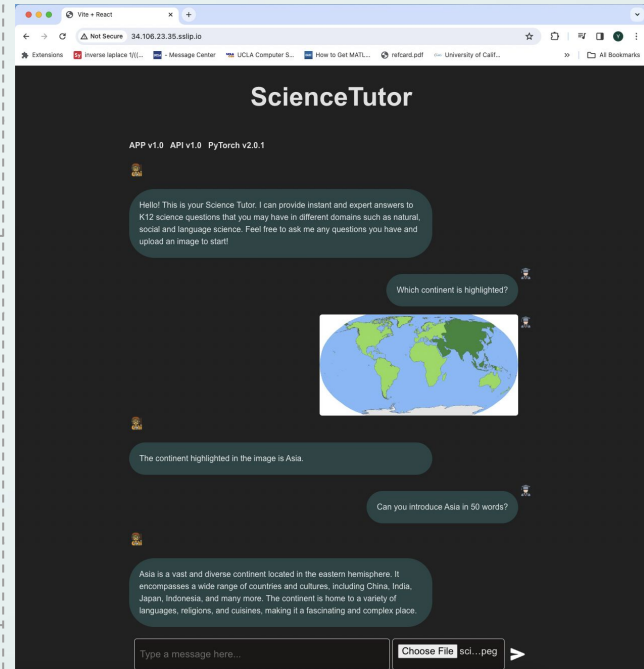 Vite + React
Not Secure 34.106.23.35.sslip.io
Extensions
inverse laplace 1/((...
- Message Center
UCLA Computer S...
How to Get MATL...
refcard.pdf
University of Calif...
All Bookmarks
ScienceTutor
APP v1.0 API v1.0 PyTorch v2.0.1
Hello! This is your Science Tutor. I can provide instant and expert answers to
K12 science questions that you may have in different domains such as natural,
social and language science. Feel free to ask me any questions you have and
upload an image to start!
Which continent is highlighted?
The continent highlighted in the image is Asia.
Can you introduce Asia in 50 words?
Asia is a vast and diverse continent located in the eastern hemisphere. It
encompasses a wide range of countries and cultures, including China, India,
Japan, Indonesia, and many more. The continent is home to a variety of
languages, religions, and cuisines, making it a fascinating and complex place.
Type a message here...
Choose File sci...peg